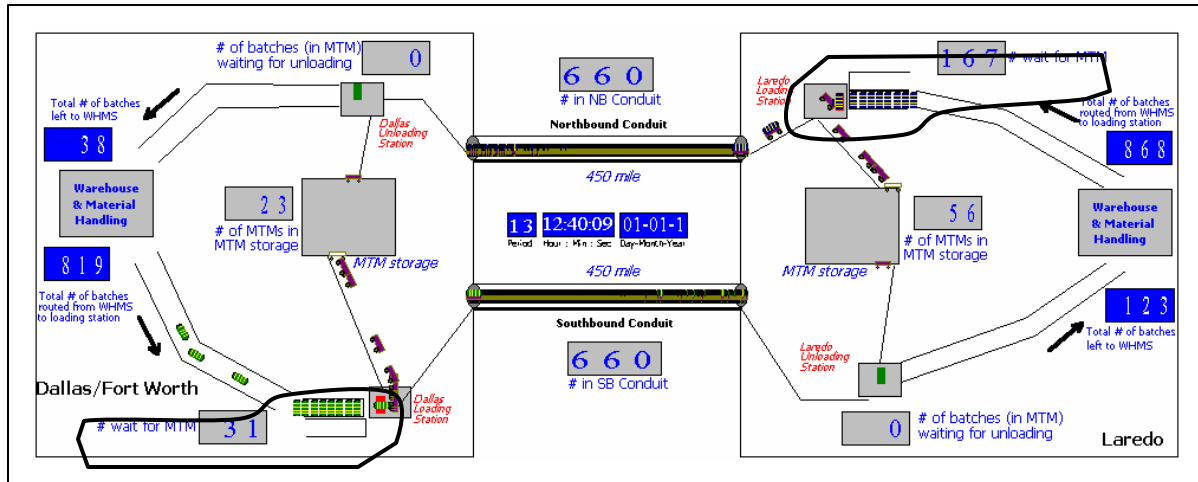 # of batches (in MTM)
waiting for unloading
0
Total # of batches
left to WHMS
38
Dallas
Unloading
Station
Warehouse
& Material
Handling
23
# of MTMs in
MTM storage
MTM storage
819
Total # of batches
routed from WHMS
to loading station
Dallas/Fort Worth
# wait for MTM
31
Dallas
Loading
Station
660
# in NB Conduit
Northbound Conduit
450 mile
13
12:40:09
01-01-1
Period
Hour : Min : Sec
Day-Month-Year
450 mile
Southbound Conduit
660
# in SB Conduit
167
# wait for MTM
Laredo
Loading
Station
Total # of batches
routed from WHMS
to loading station
868
Warehouse
& Material
Handling
56
# of MTMs in
MTM storage
MTM storage
123
Total # of batches
left to WHMS
Laredo
Unloading
Station
0
# of batches (in MTM)
waiting for unloading
Laredo